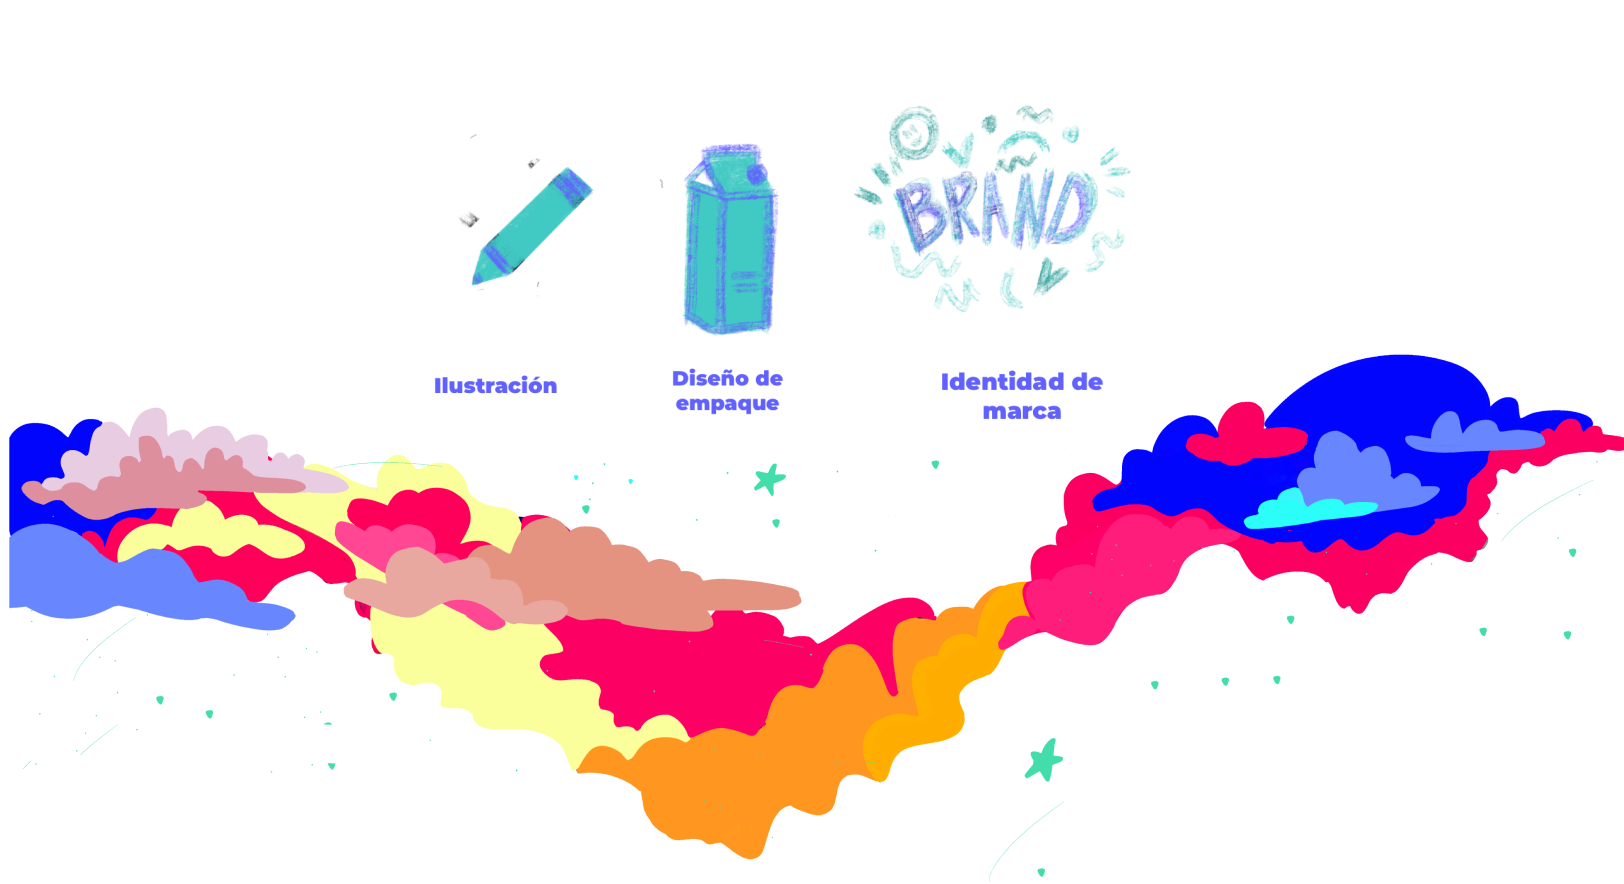 BRAND
Ilustración
Diseño de
empaque
Identidad de
marca